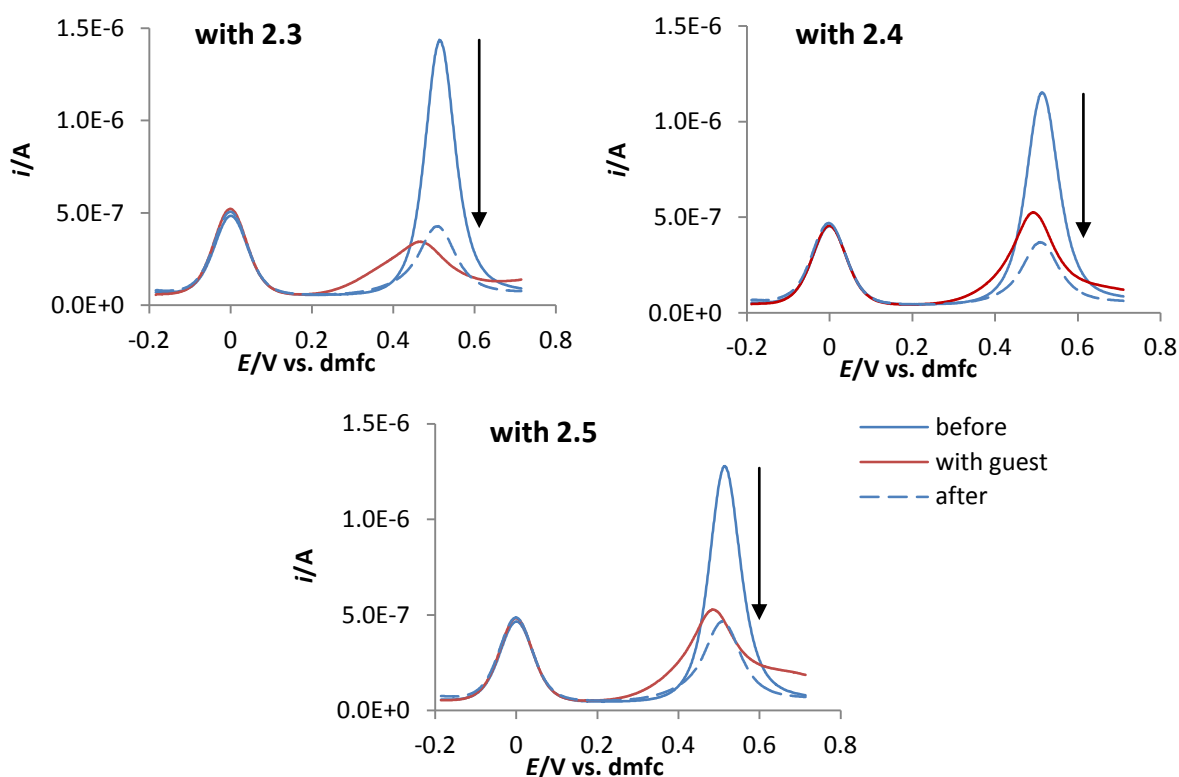 with 2.3
1.5E-6
1.0E-6
5.0E-7
0.0E+0
i/A
-0.2 0 0.2 0.4 0.6 0.8
E/V vs. dmfc
with 2.4
1.5E-6
1.0E-6
5.0E-7
0.0E+0
i/A
-0.2 0 0.2 0.4 0.6 0.8
E/V vs. dmfc
with 2.5
1.5E-6
1.0E-6
5.0E-7
0.0E+0
i/A
-0.2 0 0.2 0.4 0.6 0.8
E/V vs. dmfc
before
with guest
after